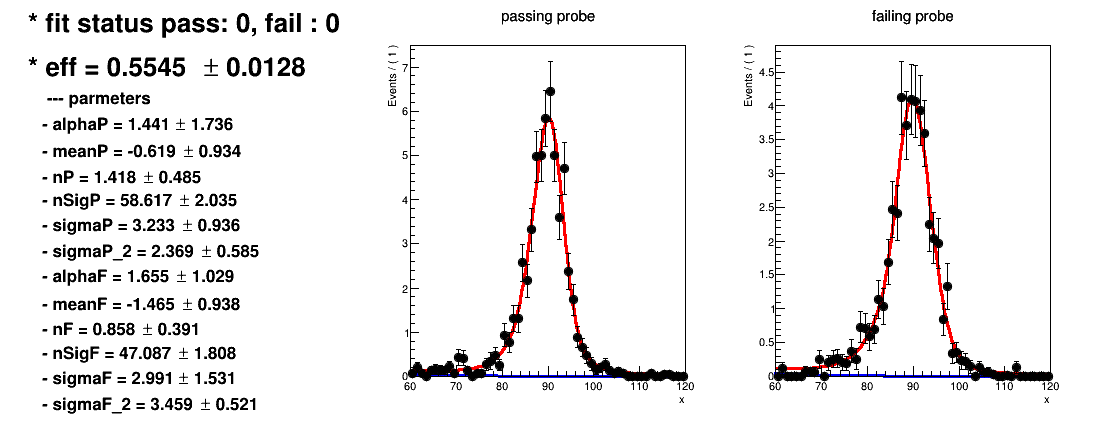 * fit status pass: 0, fail : 0
* eff = 0.5545 ± 0.0128
--- parmeters
- alphaP = 1.441 ± 1.736
- meanP = -0.619 ± 0.934
- nP = 1.418 ± 0.485
- nSigP = 58.617 ± 2.035
- sigmaP = 3.233 ± 0.936
- sigmaP_2 = 2.369 ± 0.585
- alphaF = 1.655 ± 1.029
- meanF = -1.465 ± 0.938
- nF = 0.858 ± 0.391
- nSigF = 47.087 ± 1.808
- sigmaF = 2.991 ± 1.531
- sigmaF_2 = 3.459 ± 0.521
passing probe
Events / ( 1 )
7
6
5
4
3
2
1
0
60 70 80 90 100 110 120
x
failing probe
Events / ( 1 )
4.5
4
3.5
3
2.5
2
1.5
1
0.5
0
60 70 80 90 100 110 120
x